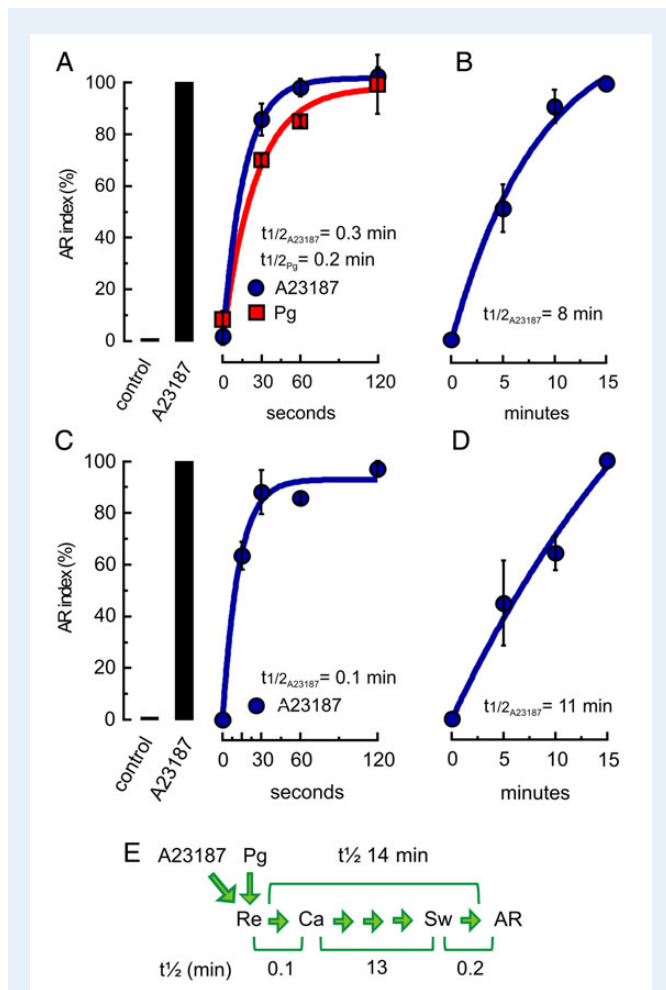 A
AR index (%)
100
80
60
40
20
0
control
A23187
t1/2A23187= 0.3 min
t1/2Pg= 0.2 min
A23187
Pg
0 30 60 120
seconds
B
t1/2A23187= 8 min
0 5 10 15
minutes
C
AR index (%)
100
80
60
40
20
0
control
A23187
t1/2A23187= 0.1 min
A23187
0 30 60 120
seconds
D
t1/2A23187= 11 min
0 5 10 15
minutes
E
A23187 Pg t½ 14 min
Re Ca Sw AR
t½ (min) 0.1 13 0.2